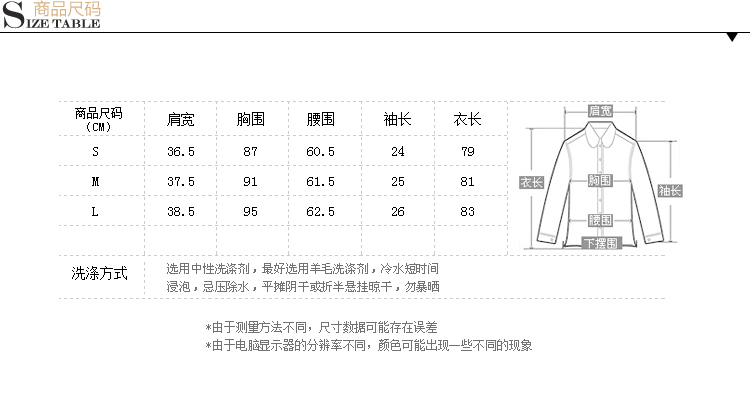 商品尺码
SIZE TABLE
商品尺码
(CM)
肩宽 胸围 腰围 袖长 衣长
S 36.5 87 60.5 24 79
M 37.5 91 61.5 25 81
L 38.5 95 62.5 26 83
肩宽
衣长
胸围
袖长
腰围
下摆围
洗涤方式
选用中性洗涤剂，最好选用羊毛洗涤剂，冷水短时间
浸泡，忌压除水，平摊阴干或折半悬挂晾干，勿暴晒
*由于测量方法不同，尺寸数据可能存在误差
*由于电脑显示器的分辨率不同，颜色可能出现一些不同的现象